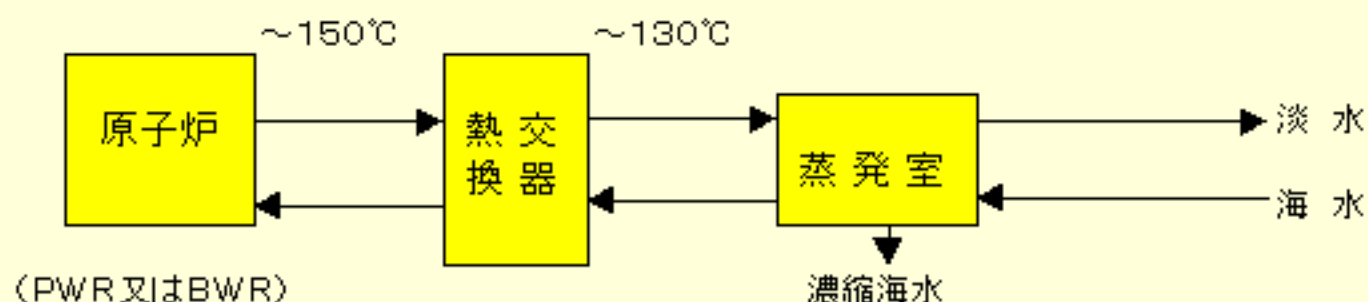 ～150℃
～130℃
原子炉
熱交
換器
蒸発室
淡水
海水
（PWR又はBWR）
濃縮海水